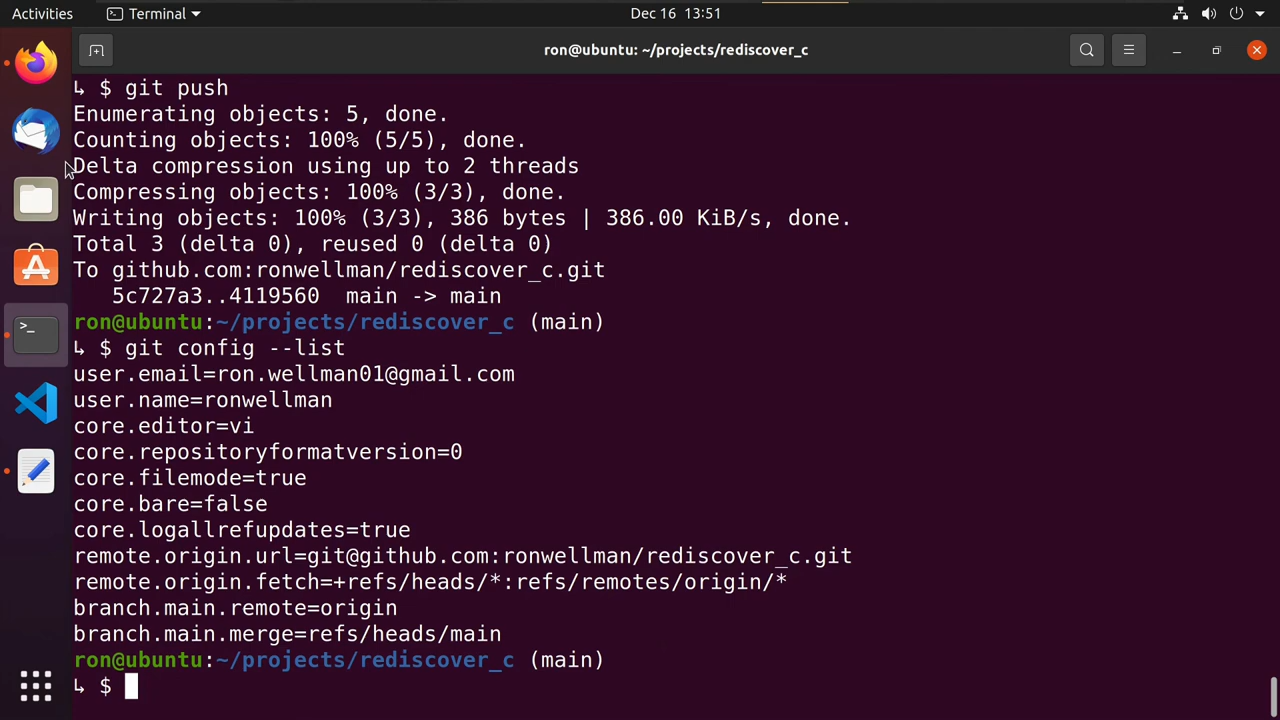 Activities
Terminal
Dec 16 13:51
ron@ubuntu: ~/projects/rediscover_c
↳ $ git push
Enumerating objects: 5, done.
Counting objects: 100% (5/5), done.
Delta compression using up to 2 threads
Compressing objects: 100% (3/3), done.
Writing objects: 100% (3/3), 386 bytes | 386.00 KiB/s, done.
Total 3 (delta 0), reused 0 (delta 0)
To github.com:ronwellman/rediscover_c.git
   5c727a3..4119560  main -> main
ron@ubuntu:~/projects/rediscover_c (main)
↳ $ git config --list
user.email=ron.wellman01@gmail.com
user.name=ronwellman
core.editor=vi
core.repositoryformatversion=0
core.filemode=true
core.bare=false
core.logallrefupdates=true
remote.origin.url=git@github.com:ronwellman/rediscover_c.git
remote.origin.fetch=+refs/heads/*:refs/remotes/origin/*
branch.main.remote=origin
branch.main.merge=refs/heads/main
ron@ubuntu:~/projects/rediscover_c (main)
↳ $